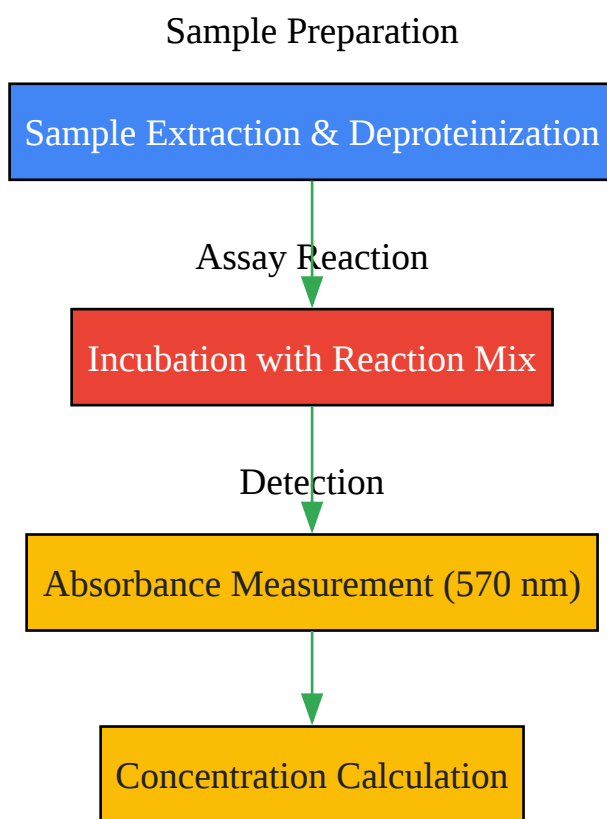 Sample Preparation
Sample Extraction & Deproteinization
Assay Reaction
Incubation with Reaction Mix
Detection
Absorbance Measurement (570 nm)
Concentration Calculation